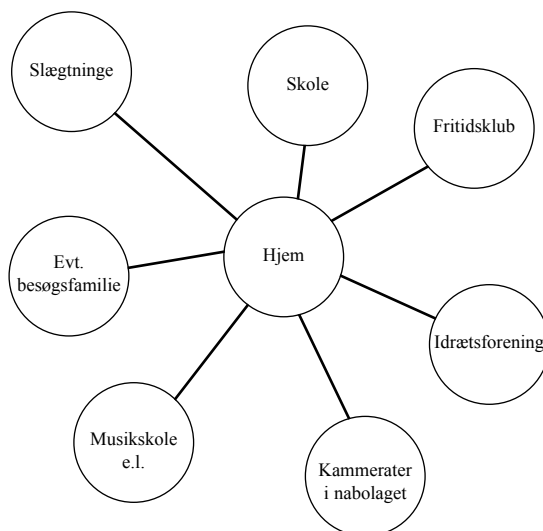 Slægtninge
Skole
Fritidsklub
Evt.
besøgsfamilie
Hjem
Idrætsforening
Musikskole
e.l.
Kammerater
i nabolaget